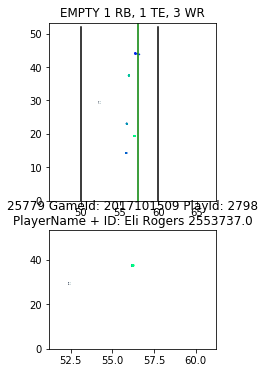 EMPTY 1 RB, 1 TE, 3 WR
50
40
30
20
10
0
50 55 60 65
25779 GameId: 2017101509 PlayId: 2798
PlayerName + ID: Eli Rogers 2553737.0
40
20
0
52.5 55.0 57.5 60.0